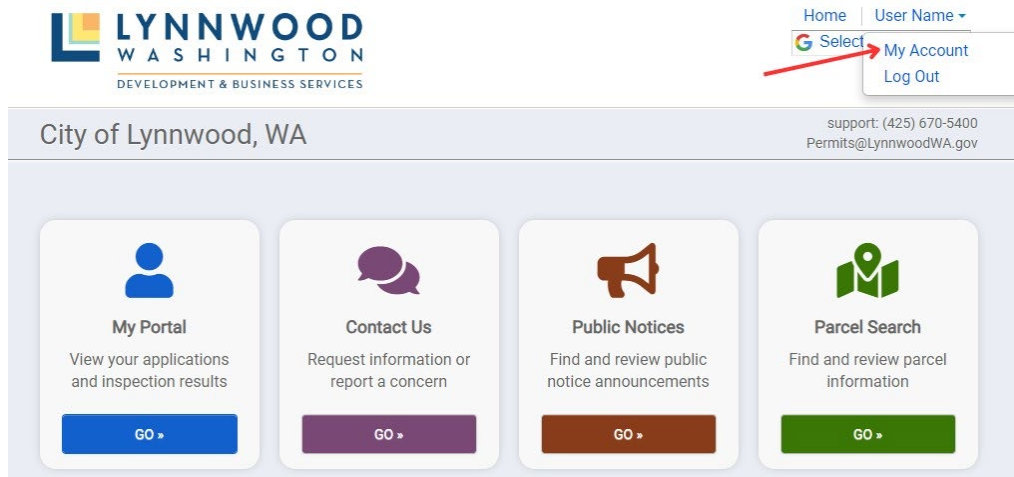 LYNNWOOD
WASHINGTON
DEVELOPMENT & BUSINESS SERVICES
Home
User Name
Select
My Account
Log Out
City of Lynnwood, WA
support: (425) 670-5400
Permits@LynnwoodWA.gov
My Portal
View your applications
and inspection results
GO »
Contact Us
Request information or
report a concern
GO »
Public Notices
Find and review public
notice announcements
GO »
Parcel Search
Find and review parcel
information
GO »